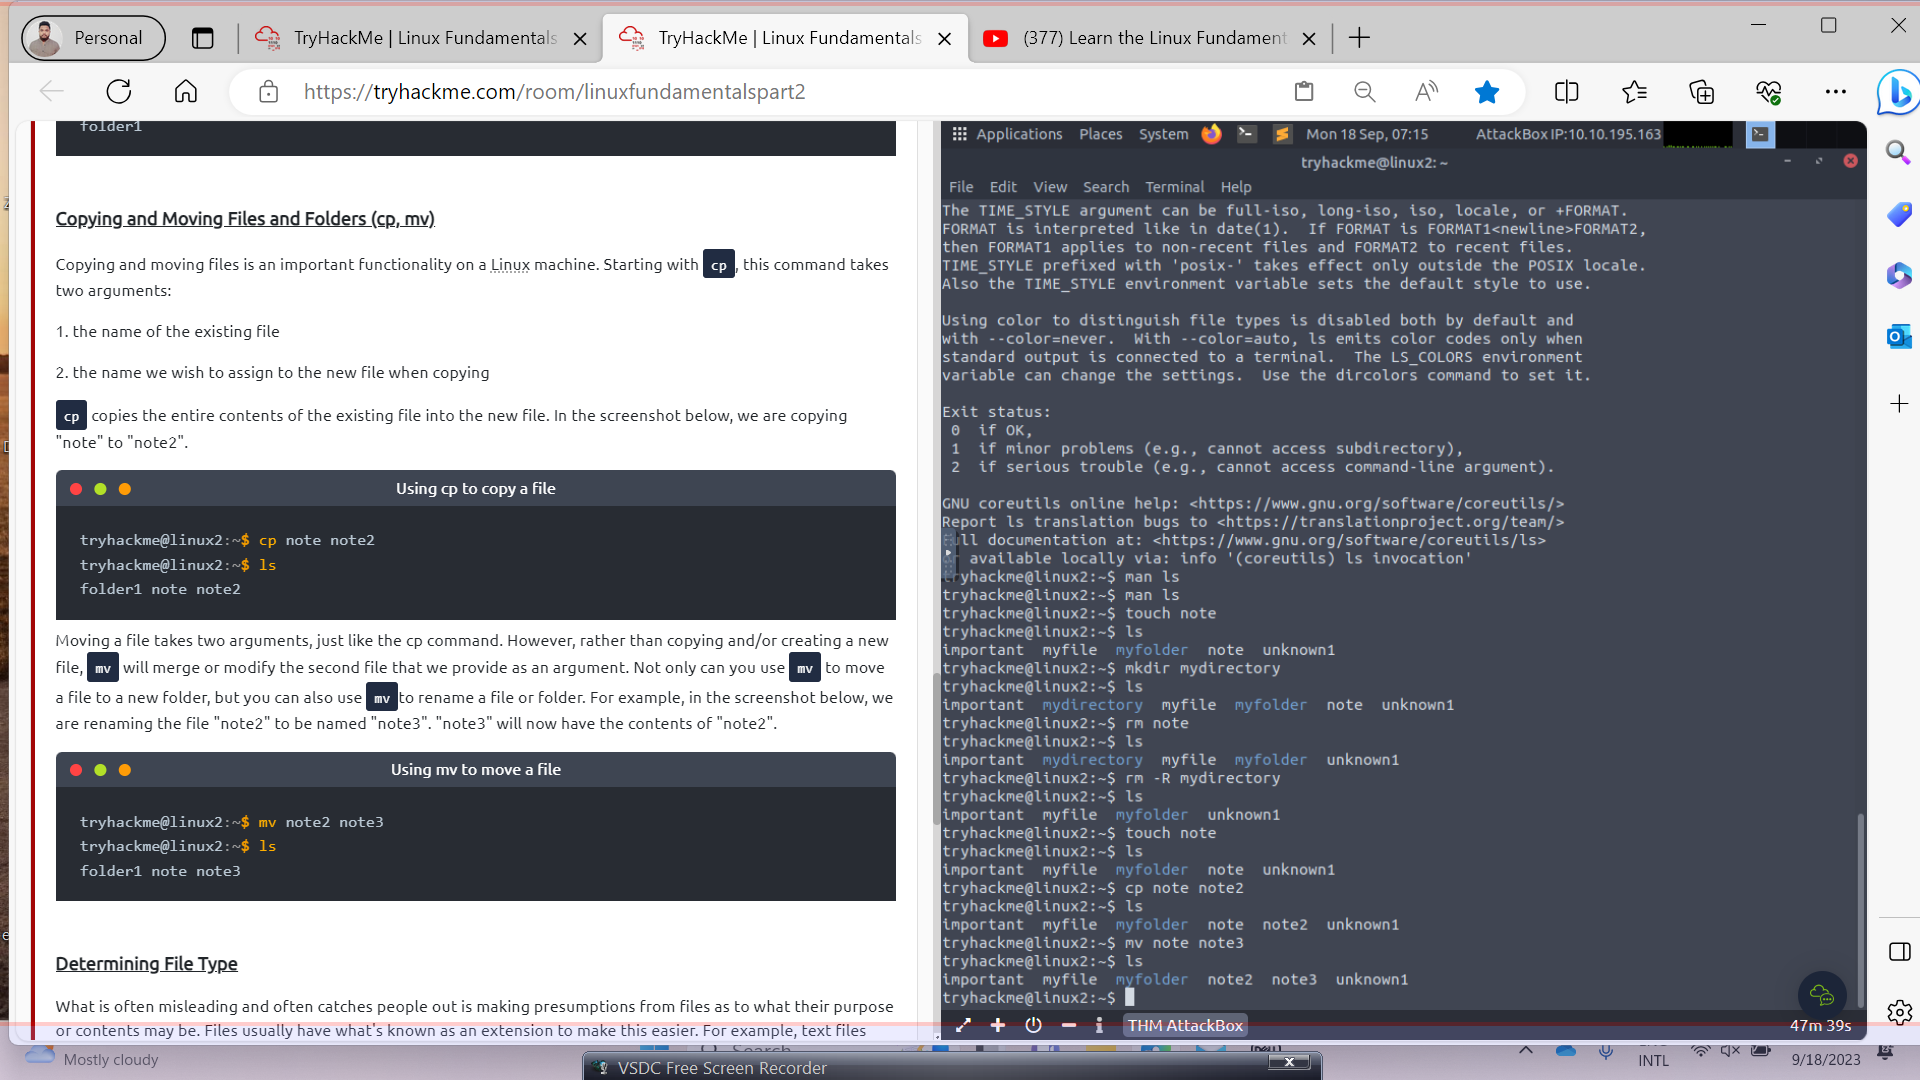 Personal
TryHackMe | Linux Fundamentals
TryHackMe | Linux Fundamentals
(377) Learn the Linux Fundament
https://tryhackme.com/room/linuxfundamentalspart2
folder1
Copying and Moving Files and Folders (cp, mv)
Copying and moving files is an important functionality on a Linux machine. Starting with cp, this command takes
two arguments:
1. the name of the existing file
2. the name we wish to assign to the new file when copying
cp copies the entire contents of the existing file into the new file. In the screenshot below, we are copying
"note" to "note2".
Using cp to copy a file
tryhackme@linux2:~$ cp note note2
tryhackme@linux2:~$ ls
folder1 note note2
Moving a file takes two arguments, just like the cp command. However, rather than copying and/or creating a new
file, mv will merge or modify the second file that we provide as an argument. Not only can you use mv to move
a file to a new folder, but you can also use mv to rename a file or folder. For example, in the screenshot below, we
are renaming the file "note2" to be named "note3". "note3" will now have the contents of "note2".
Using mv to move a file
tryhackme@linux2:~$ mv note2 note3
tryhackme@linux2:~$ ls
folder1 note note3
Determining File Type
What is often misleading and often catches people out is making presumptions from files as to what their purpose
or contents may be. Files usually have what's known as an extension to make this easier. For example, text files
Applications Places System Mon 18 Sep, 07:15 AttackBox IP:10.10.195.163
tryhackme@linux2: ~
File Edit View Search Terminal Help
The TIME_STYLE argument can be full-iso, long-iso, iso, locale, or +FORMAT.
FORMAT is interpreted like in date(1).  If FORMAT is FORMAT1<newline>FORMAT2,
then FORMAT1 applies to non-recent files and FORMAT2 to recent files.
TIME_STYLE prefixed with 'posix-' takes effect only outside the POSIX locale.
Also the TIME_STYLE environment variable sets the default style to use.
Using color to distinguish file types is disabled both by default and
with --color=never.  With --color=auto, ls emits color codes only when
standard output is connected to a terminal.  The LS_COLORS environment
variable can change the settings.  Use the dircolors command to set it.
Exit status:
0  if OK,
1  if minor problems (e.g., cannot access subdirectory),
2  if serious trouble (e.g., cannot access command-line argument).
GNU coreutils online help: <https://www.gnu.org/software/coreutils/>
Report ls translation bugs to <https://translationproject.org/team/>
ll documentation at: <https://www.gnu.org/software/coreutils/ls>
available locally via: info '(coreutils) ls invocation'
ryhackme@linux2:~$ man ls
tryhackme@linux2:~$ man ls
tryhackme@linux2:~$ touch note
tryhackme@linux2:~$ ls
important  myfile  myfolder  note  unknown1
tryhackme@linux2:~$ mkdir mydirectory
tryhackme@linux2:~$ ls
important  mydirectory  myfile  myfolder  note  unknown1
tryhackme@linux2:~$ rm note
tryhackme@linux2:~$ ls
important  mydirectory  myfile  myfolder  unknown1
tryhackme@linux2:~$ rm -R mydirectory
tryhackme@linux2:~$ ls
important  myfile  myfolder  unknown1
tryhackme@linux2:~$ touch note
tryhackme@linux2:~$ ls
important  myfile  myfolder  note  unknown1
tryhackme@linux2:~$ cp note note2
tryhackme@linux2:~$ ls
important  myfile  myfolder  note  note2  unknown1
tryhackme@linux2:~$ mv note note3
tryhackme@linux2:~$ ls
important  myfile  myfolder  note2  note3  unknown1
tryhackme@linux2:~$
THM AttackBox 47m 39s
Mostly cloudy
Search
VSDC Free Screen Recorder
INTL
9/18/2023